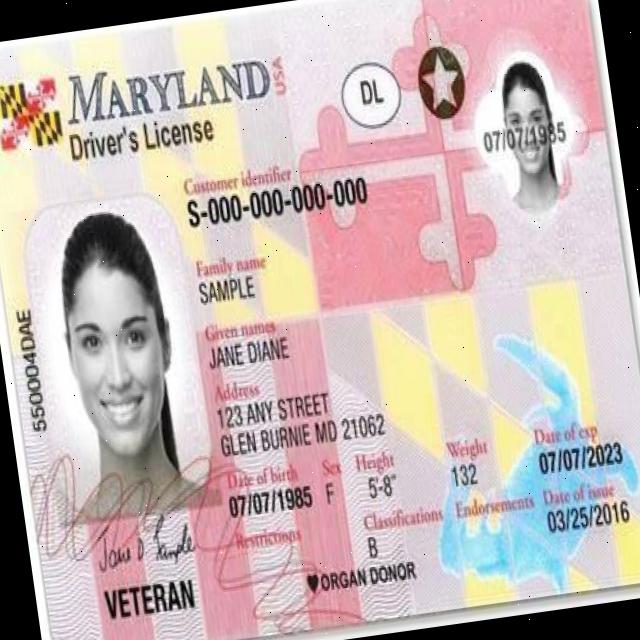 MARYLAND USA
Driver's License
DL
07/07/1985
Customer identifier
S-000-000-000-000
Family name
SAMPLE
Given names
JANE DIANE
Address
123 ANY STREET
GLEN BURNIE MD 21062
Date of birth Sex Height Weight Date of exp
07/07/1985 F 5'-8" 132 07/07/2023
Restrictions Classifications Endorsements Date of issue
B 03/25/2016
ORGAN DONOR
VETERAN
550004DAE
Jane D Sample